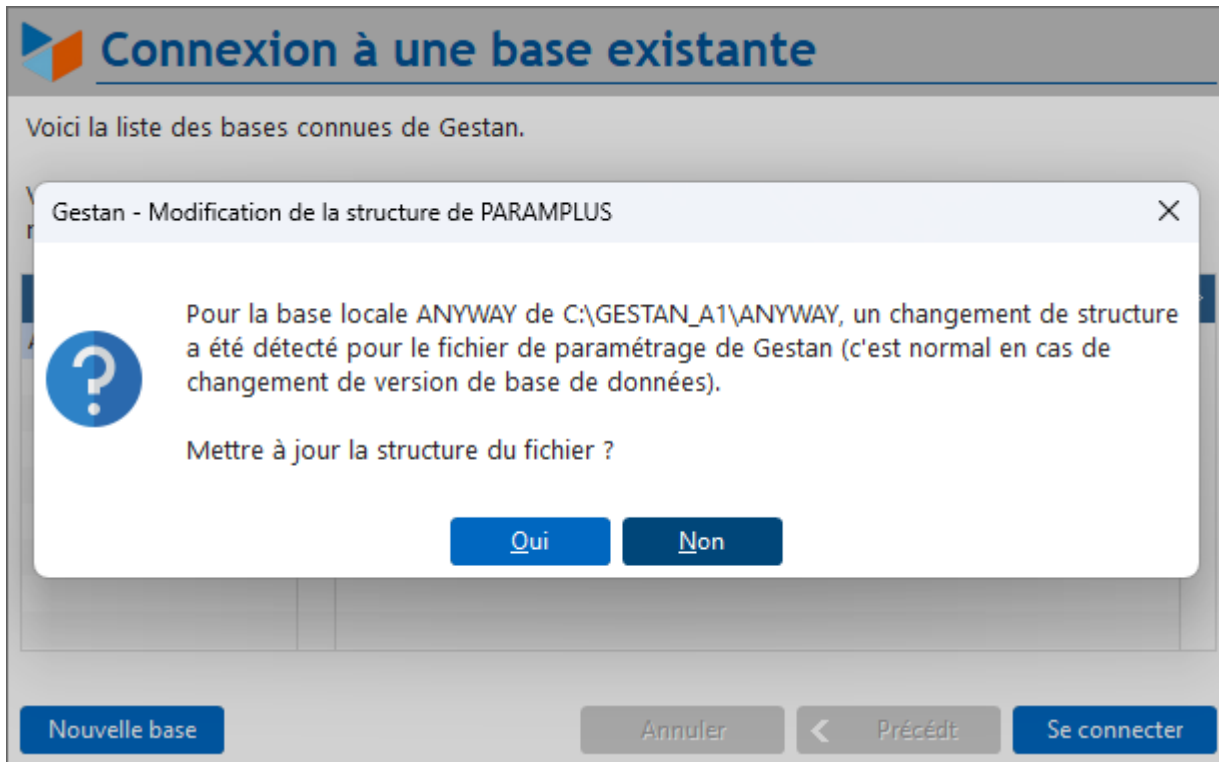 Connexion à une base existante
Voici la liste des bases connues de Gestan.
Gestan - Modification de la structure de PARAMPLUS
Pour la base locale ANYWAY de C:\GESTAN_A1\ANYWAY, un changement de structure
a été détecté pour le fichier de paramétrage de Gestan (c'est normal en cas de
changement de version de base de données).
Mettre à jour la structure du fichier ?
Oui
Non
Nouvelle base
Annuler
Précédt
Se connecter